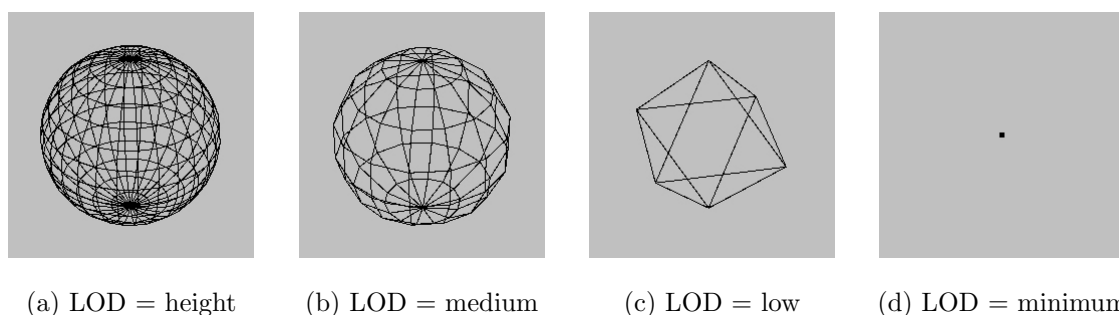 (a) LOD = height
(b) LOD = medium
(c) LOD = low
(d) LOD = minimum